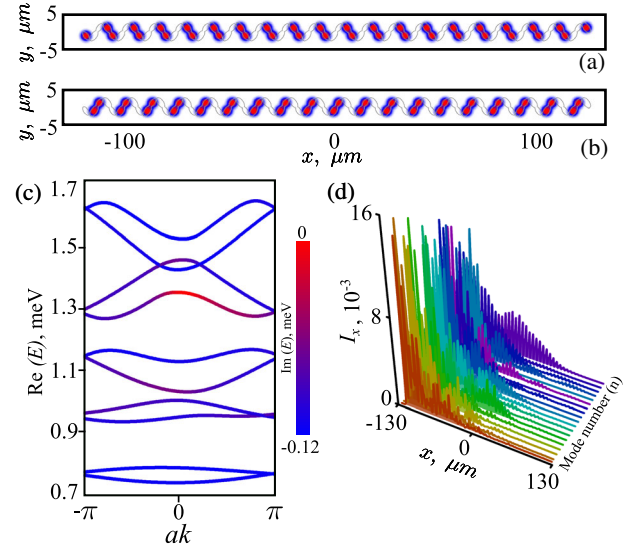 5
y, μm
-5
(a)
5
y, μm
-5
(b)
-100 0 100
x, μm
(c)
1.7
1.5
1.3
1.1
0.9
0.7
Re (E), meV
-π 0 π
ak
0
Im (E), meV
-0.12
(d)
16
8
0
I_x, 10^{-3}
-130
0
130
x, μm
Mode number (n)